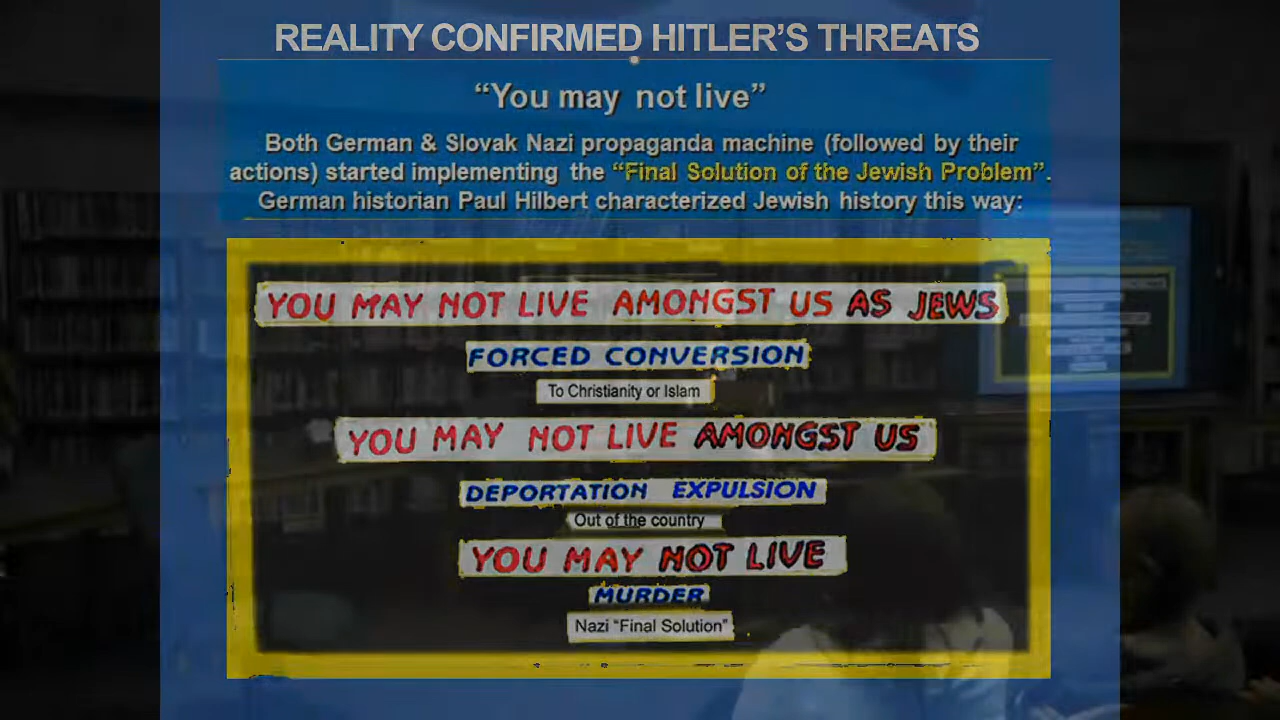 REALITY CONFIRMED HITLER'S THREATS
“You may not live”
Both German & Slovak Nazi propaganda machine (followed by their
actions) started implementing the “Final Solution of the Jewish Problem”.
German historian Paul Hilbert characterized Jewish history this way:
YOU MAY NOT LIVE AMONGST US AS JEWS
FORCED CONVERSION
To Christianity or Islam
YOU MAY NOT LIVE AMONGST US
DEPORTATION EXPULSION
Out of the country
YOU MAY NOT LIVE
MURDER
Nazi “Final Solution”